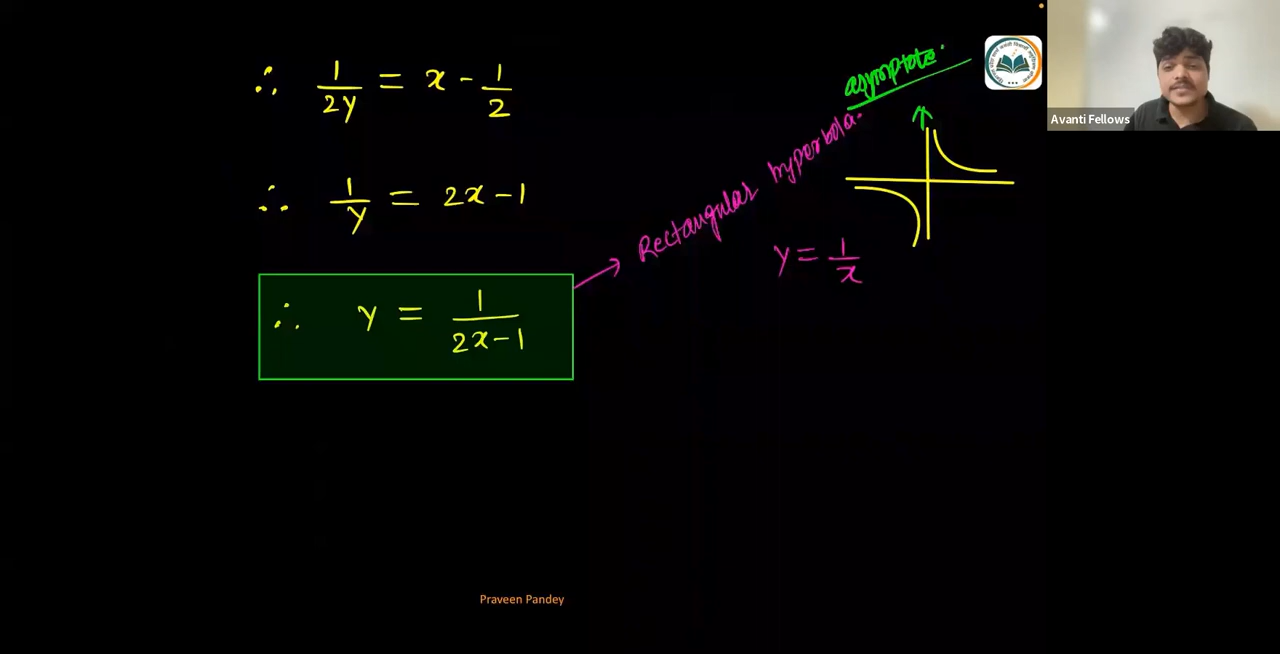 ∴ 1/2y = x - 1/2
∴ 1/y = 2x - 1
∴ y = 1/2x-1
Rectangular hyperbola.
asymptote.
y = 1/x
Avanti Fellows
Praveen Pandey